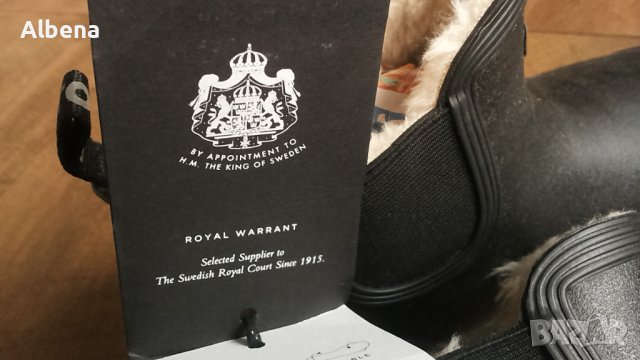 Albena
BY APPOINTMENT TO
H.M. THE KING OF SWEDEN
ROYAL WARRANT
Selected Supplier to
The Swedish Royal Court Since 1915.
BAZAR